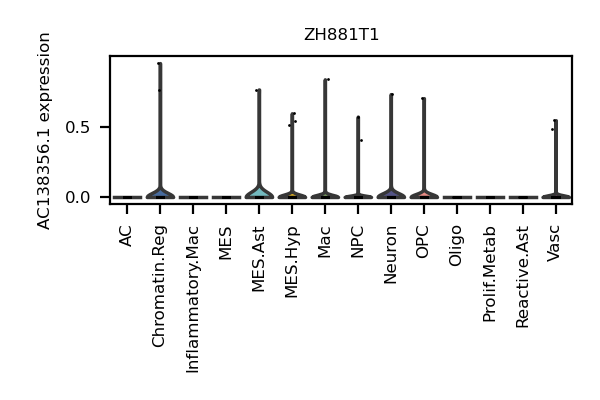 ZH881T1
AC138356.1 expression
0.5
0.0
AC
Chromatin.Reg
Inflammatory.Mac
MES
MES.Ast
MES.Hyp
Mac
NPC
Neuron
OPC
Oligo
Prolif.Metab
Reactive.Ast
Vasc